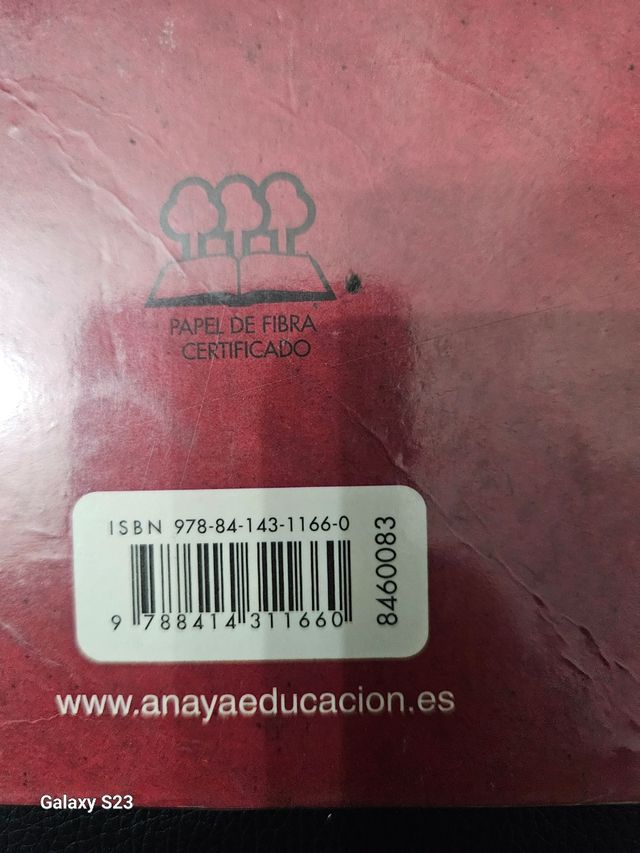 PAPEL DE FIBRA
CERTIFICADO
ISBN 978-84-143-1166-0
9 788414 311660
8460083
www.anayaeducacion.es
Galaxy S23